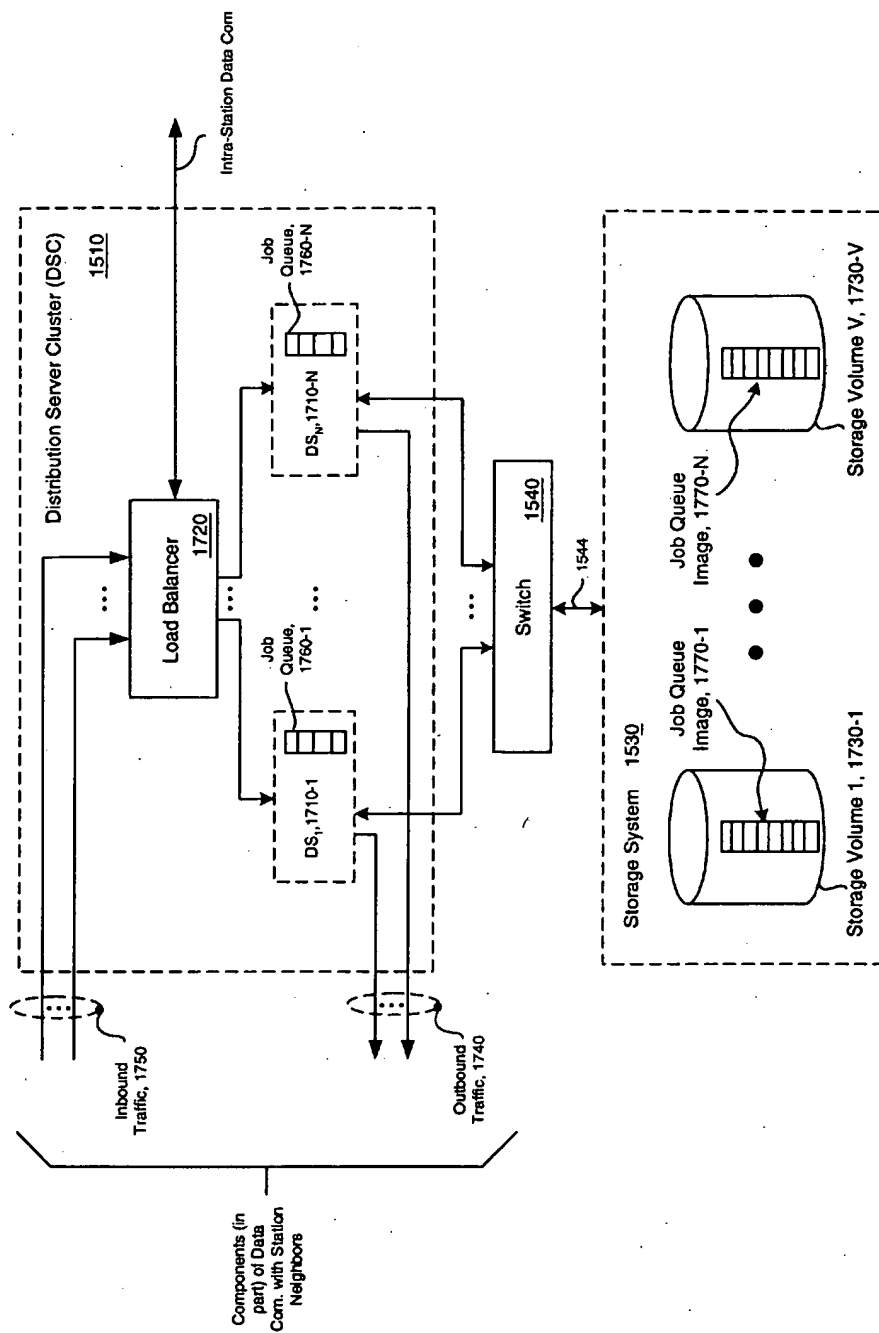 Distribution Server Cluster (DSC)
1510
Intra-Station Data Com
Inbound
Traffic, 1750
Load Balancer
1720
Job
Queue,
1760-1
Job
Queue,
1760-N
DS1,1710-1
DSN,1710-N
Outbound
Traffic, 1740
Components (in
part) of Data
Com. with Station
Neighbors
Switch
1540
1544
Storage System 1530
Job Queue
Image, 1770-1
Job Queue
Image, 1770-N
Storage Volume 1, 1730-1
Storage Volume V, 1730-V